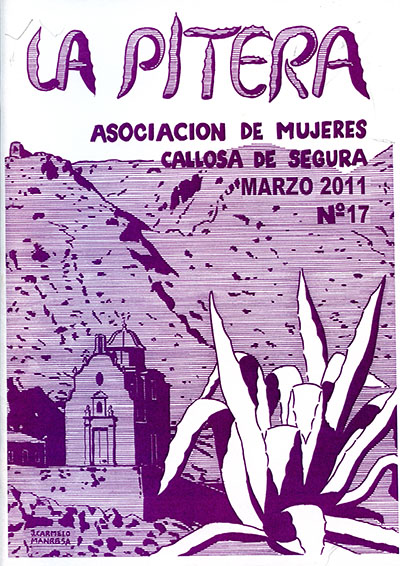 LA PITERA
ASOCIACION DE MUJERES
CALLOSA DE SEGURA
MARZO 2011
Nº17
J.CARMELO
MANRESA